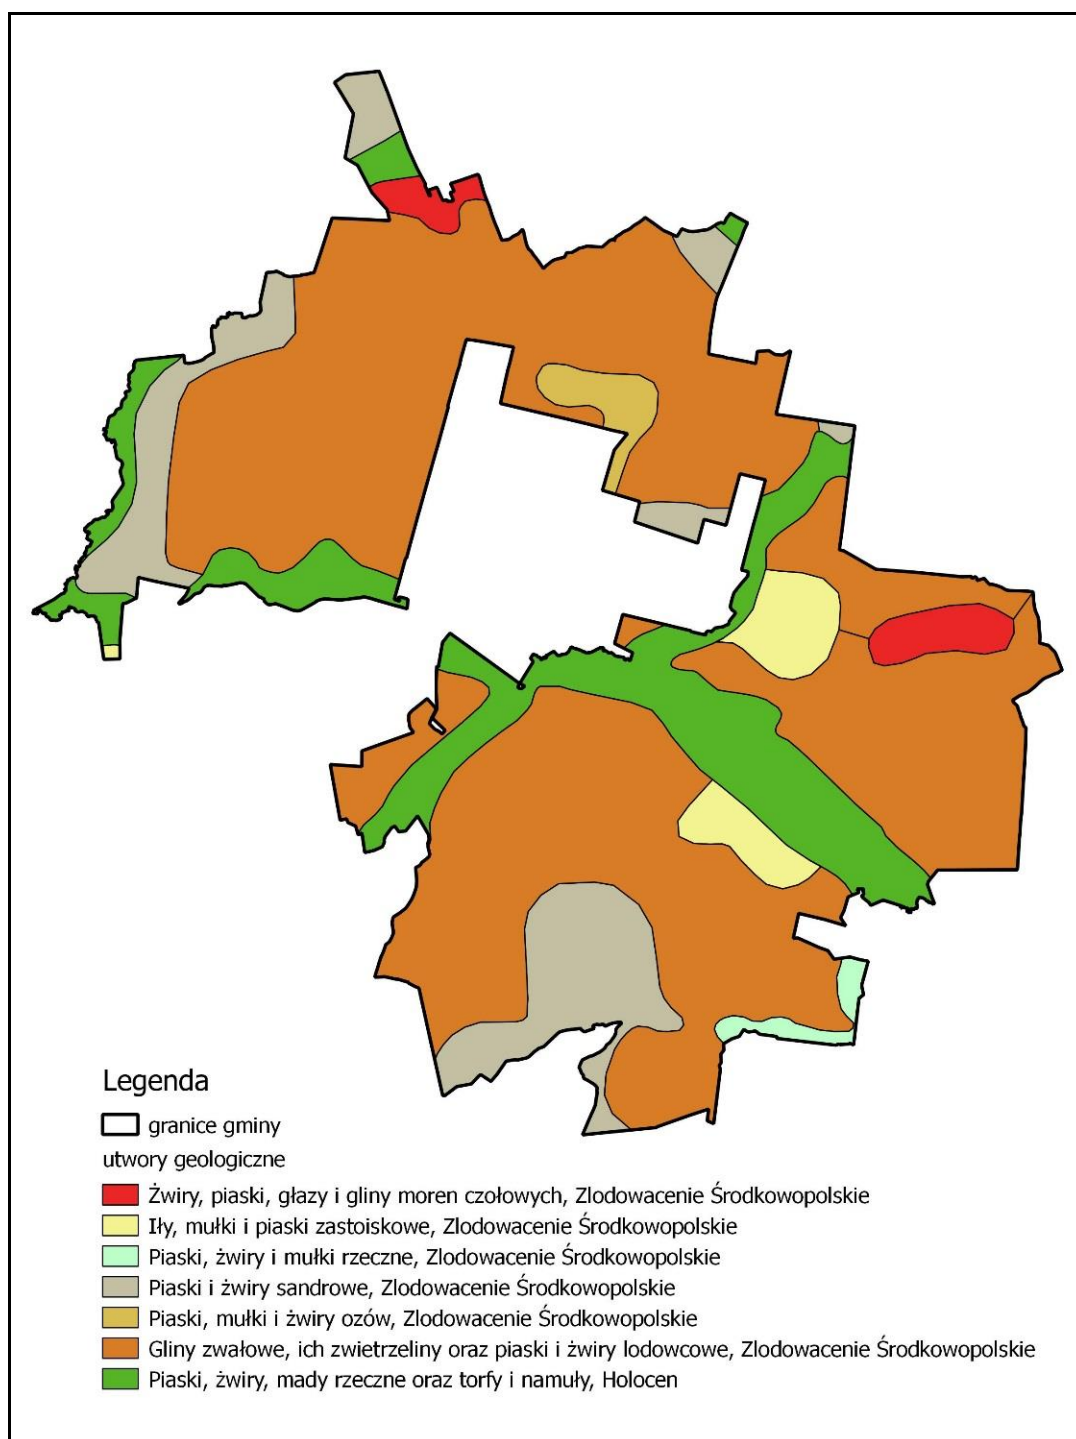 Legenda
granice gminy
utwory geologiczne
Żwiry, piaski, głazy i gliny moren czołowych, Zlodowacenie Środkowopolskie
Iły, mułki i piaski zastoiskowe, Zlodowacenie Środkowopolskie
Piaski, żwiry i mułki rzeczne, Zlodowacenie Środkowopolskie
Piaski i żwiry sandrowe, Zlodowacenie Środkowopolskie
Piaski, mułki i żwiry ozów, Zlodowacenie Środkowopolskie
Gliny zwałowe, ich zwietrzeliny oraz piaski i żwiry lodowcowe, Zlodowacenie Środkowopolskie
Piaski, żwiry, mady rzeczne oraz torfy i namuły, Holocen